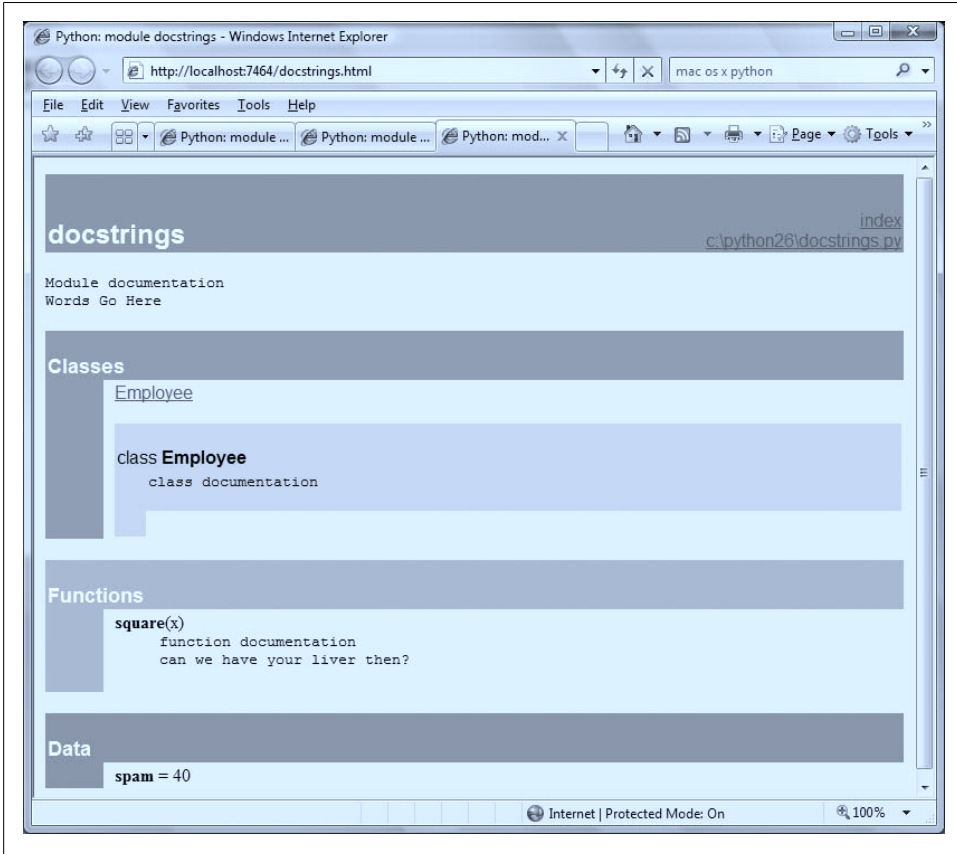 Python: module docstrings - Windows Internet Explorer
http://localhost:7464/docstrings.html
mac os x python
File Edit View Favorites Tools Help
Python: module ... Python: module ... Python: mod... Page Tools
docstrings
index
c:\python26\docstrings.py
Module documentation
Words Go Here
Classes
Employee
class Employee
class documentation
Functions
square(x)
function documentation
can we have your liver then?
Data
spam = 40
Internet | Protected Mode: On 100%